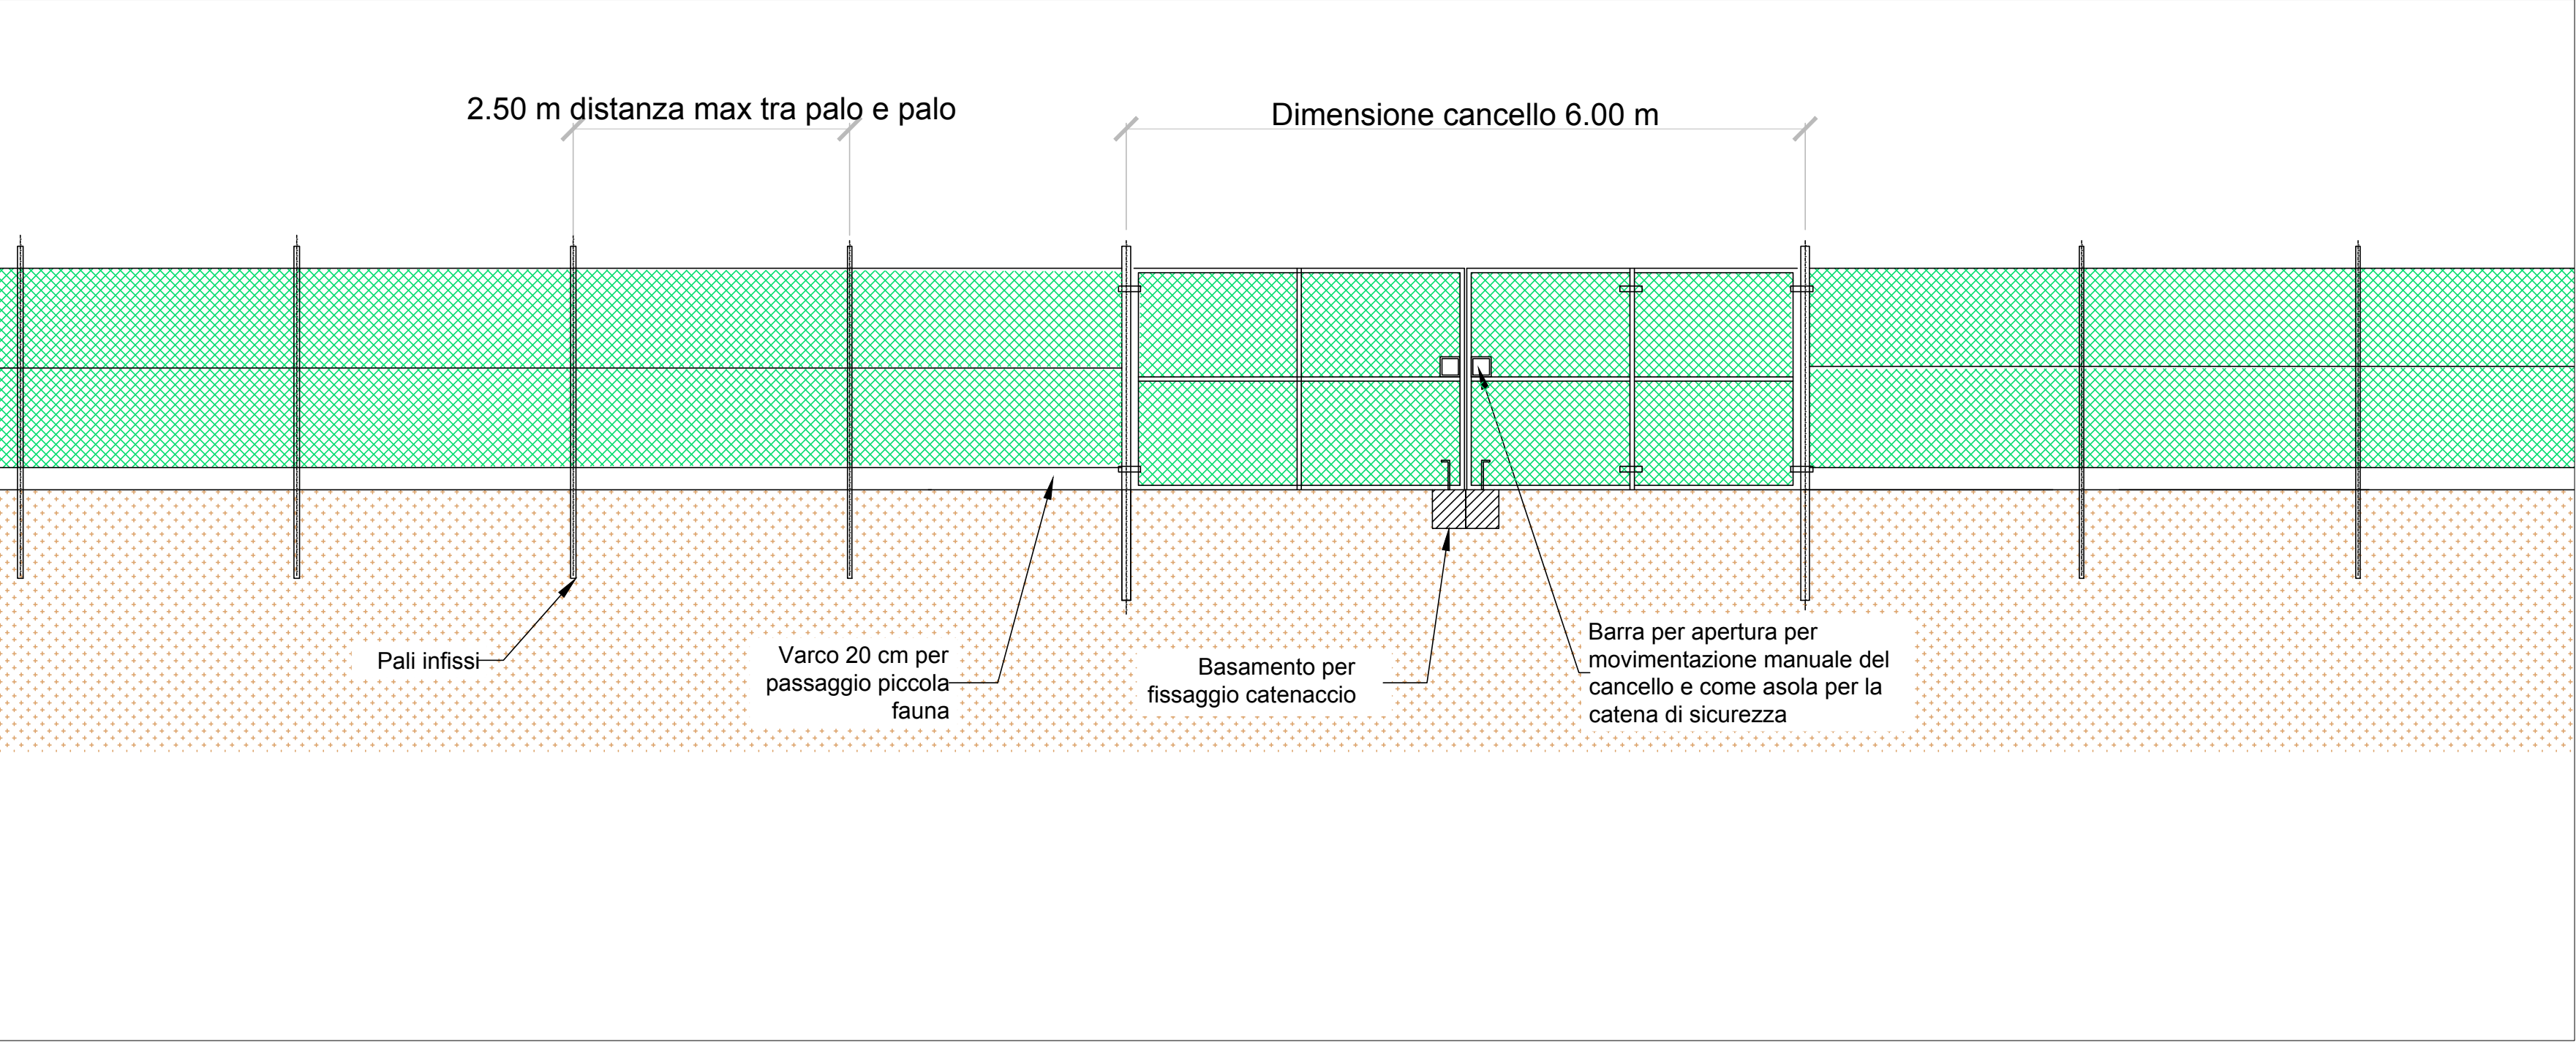 2.50 m distanza max tra palo e palo
Dimensione cancello 6.00 m
Pali infissi
Varco 20 cm per
passaggio piccola
fauna
Basamento per
fissaggio catenaccio
Barra per apertura per
movimentazione manuale del
cancello e come asola per la
catena di sicurezza